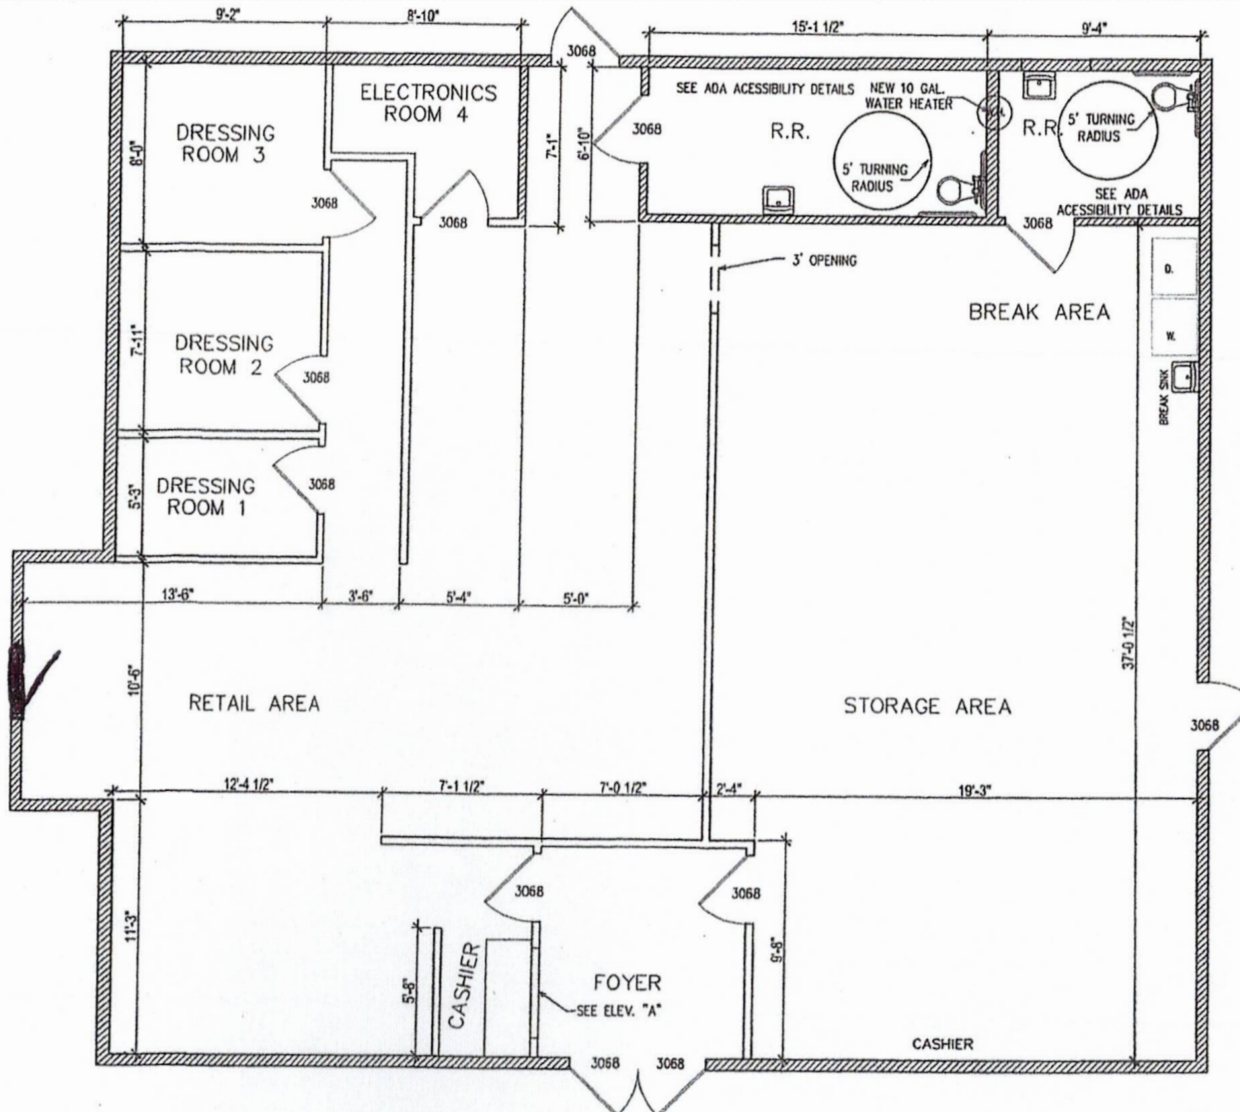 9'-2"
8'-10"
15'-1 1/2"
9'-4"
3068
ELECTRONICS
ROOM 4
SEE ADA ACESSIBILITY DETAILS
NEW 10 GAL.
WATER HEATER
R.R.
5' TURNING
RADIUS
R.R.
5' TURNING
RADIUS
SEE ADA
ACESSIBILITY DETAILS
DRESSING
ROOM 3
8'-0"
3068
3068
7'-1"
6'-10"
3068
3068
3' OPENING
BREAK AREA
D.
W.
BREAK SINK
DRESSING
ROOM 2
7'-11"
3068
DRESSING
ROOM 1
5'-3"
3068
13'-6"
3'-6"
5'-4"
5'-0"
10'-6"
RETAIL AREA
STORAGE AREA
37'-0 1/2"
3068
12'-4 1/2"
7'-1 1/2"
7'-0 1/2"
2'-4"
19'-3"
3068
3068
11'-3"
5'-8"
CASHIER
FOYER
SEE ELEV. "A"
CASHIER
3068
3068